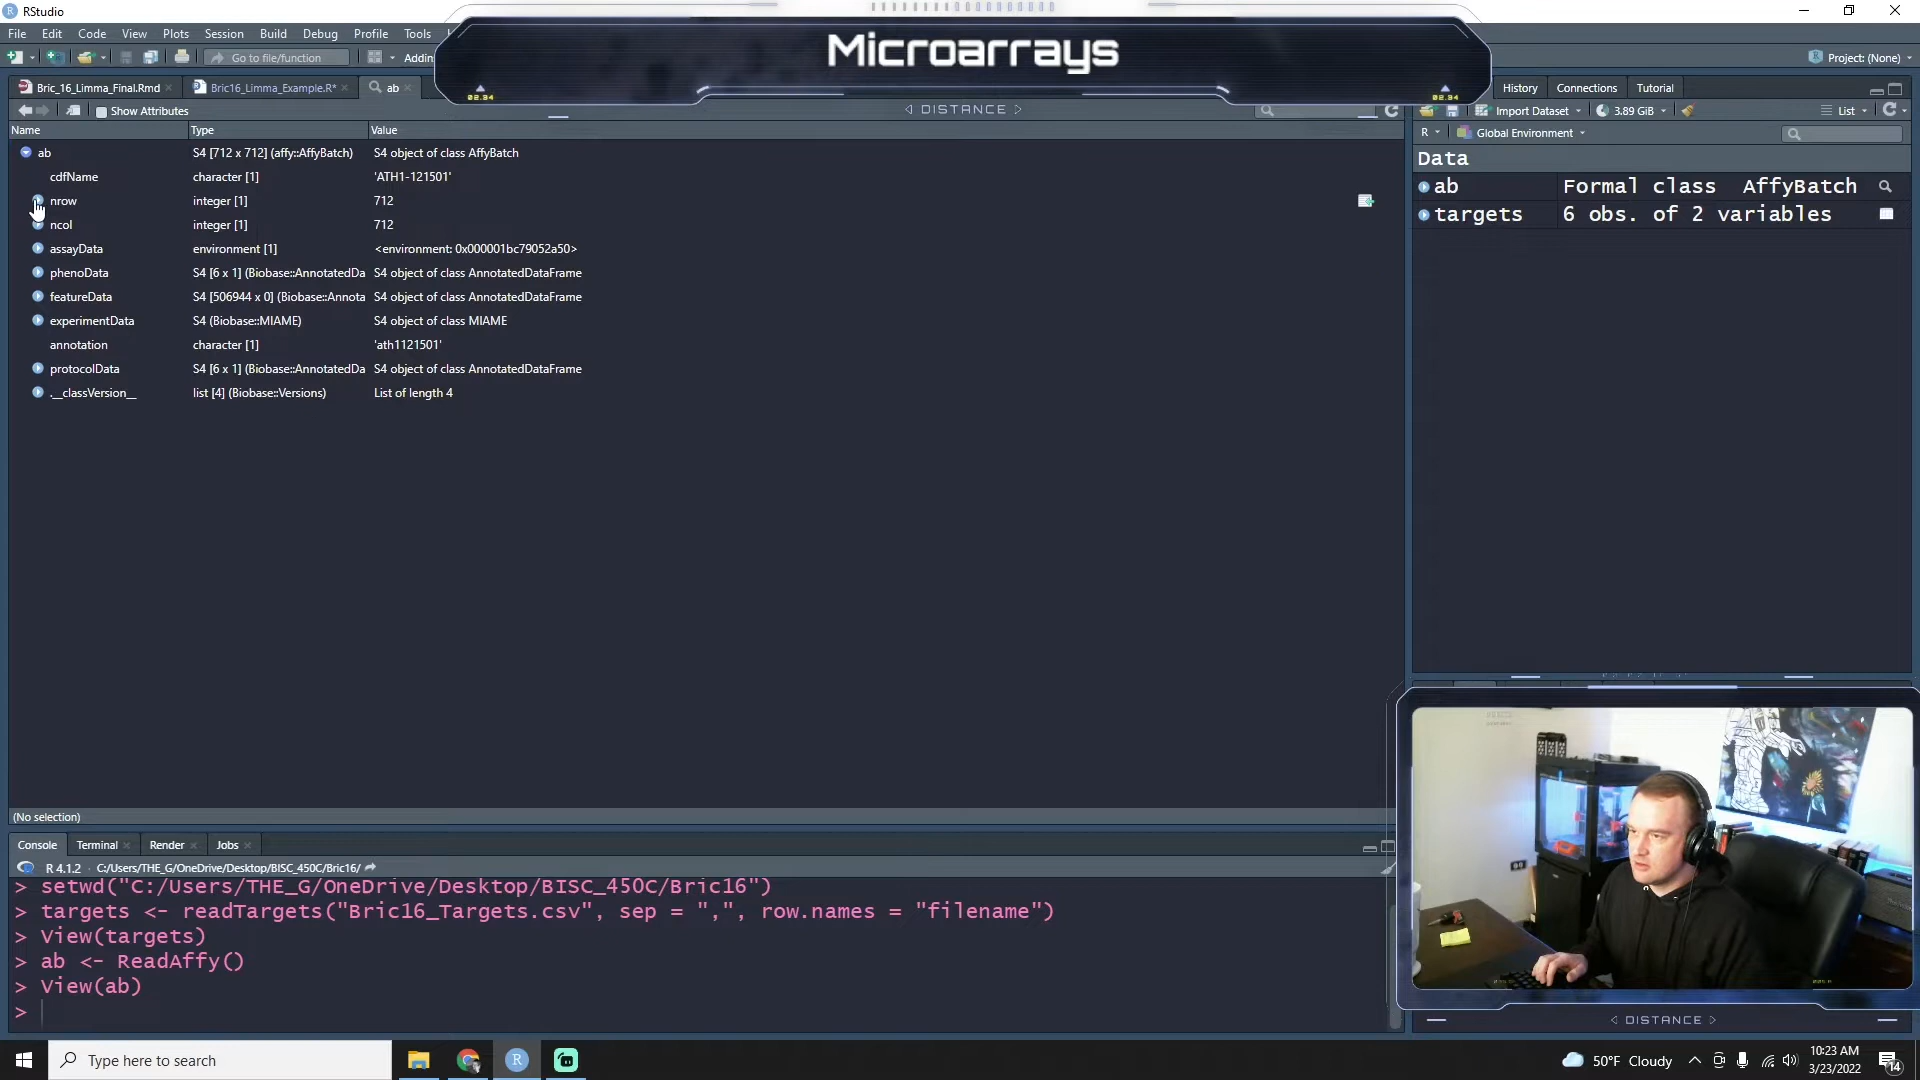 RStudio
File Edit Code View Plots Session Build Debug Profile Tools
Microarrays
Go to file/function
Addin
Project: (None)
02.94
02.94
Bric_16_Limma_Final.Rmd
Bric16_Limma_Example.R*
ab
History Connections Tutorial
Show Attributes
DISTANCE
Import Dataset
3.89 GiB
List
Name Type Value
R Global Environment
ab S4 [712 x 712] (affy::AffyBatch) S4 object of class AffyBatch
cdfName character [1] 'ATH1-121501'
nrow integer [1] 712
ncol integer [1] 712
assayData environment [1] <environment: 0x000001bc79052a50>
phenoData S4 [6 x 1] (Biobase::AnnotatedDa S4 object of class AnnotatedDataFrame
featureData S4 [506944 x 0] (Biobase::Annota S4 object of class AnnotatedDataFrame
experimentData S4 (Biobase::MIAME) S4 object of class MIAME
annotation character [1] 'ath1121501'
protocolData S4 [6 x 1] (Biobase::AnnotatedDa S4 object of class AnnotatedDataFrame
.__classVersion__ list [4] (Biobase::Versions) List of length 4
Data
ab Formal class AffyBatch
targets 6 obs. of 2 variables
(No selection)
Console Terminal Render Jobs
R 4.1.2 · C:/Users/THE_G/OneDrive/Desktop/BISC_450C/Bric16/
> setwd("C:/Users/THE_G/OneDrive/Desktop/BISC_450C/Bric16")
> targets <- readTargets("Bric16_Targets.csv", sep = ",", row.names = "filename")
> View(targets)
> ab <- ReadAffy()
> View(ab)
>
DISTANCE
Type here to search
50°F Cloudy
10:23 AM
3/23/2022
14